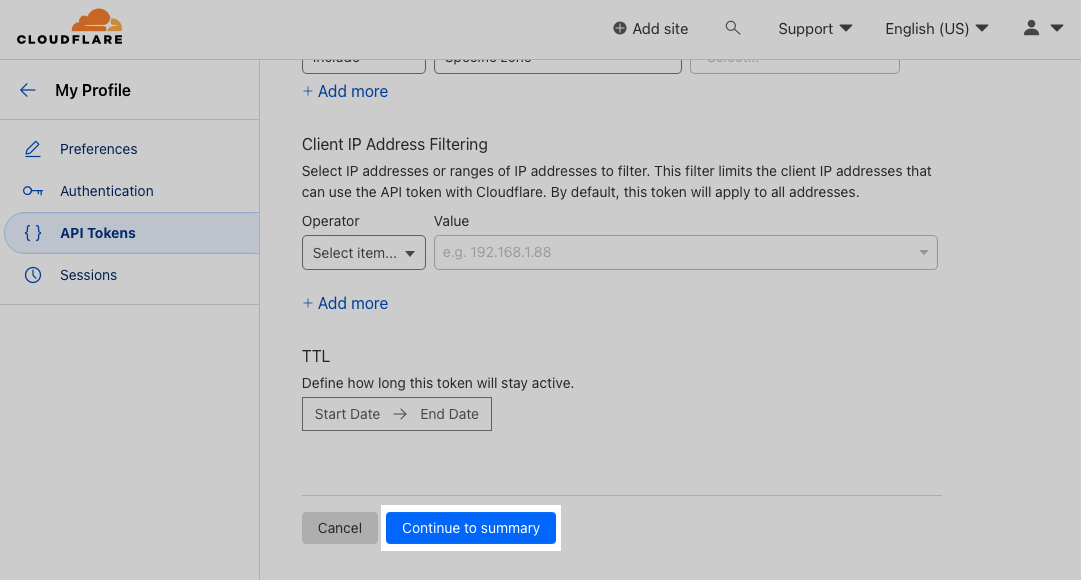 CLOUDFLARE
Add site
Support
English (US)
My Profile
Preferences
Authentication
API Tokens
Sessions
Include
Specific zone
Select...
+ Add more
Client IP Address Filtering
Select IP addresses or ranges of IP addresses to filter. This filter limits the client IP addresses that
can use the API token with Cloudflare. By default, this token will apply to all addresses.
Operator
Value
Select item...
e.g. 192.168.1.88
+ Add more
TTL
Define how long this token will stay active.
Start Date → End Date
Cancel
Continue to summary